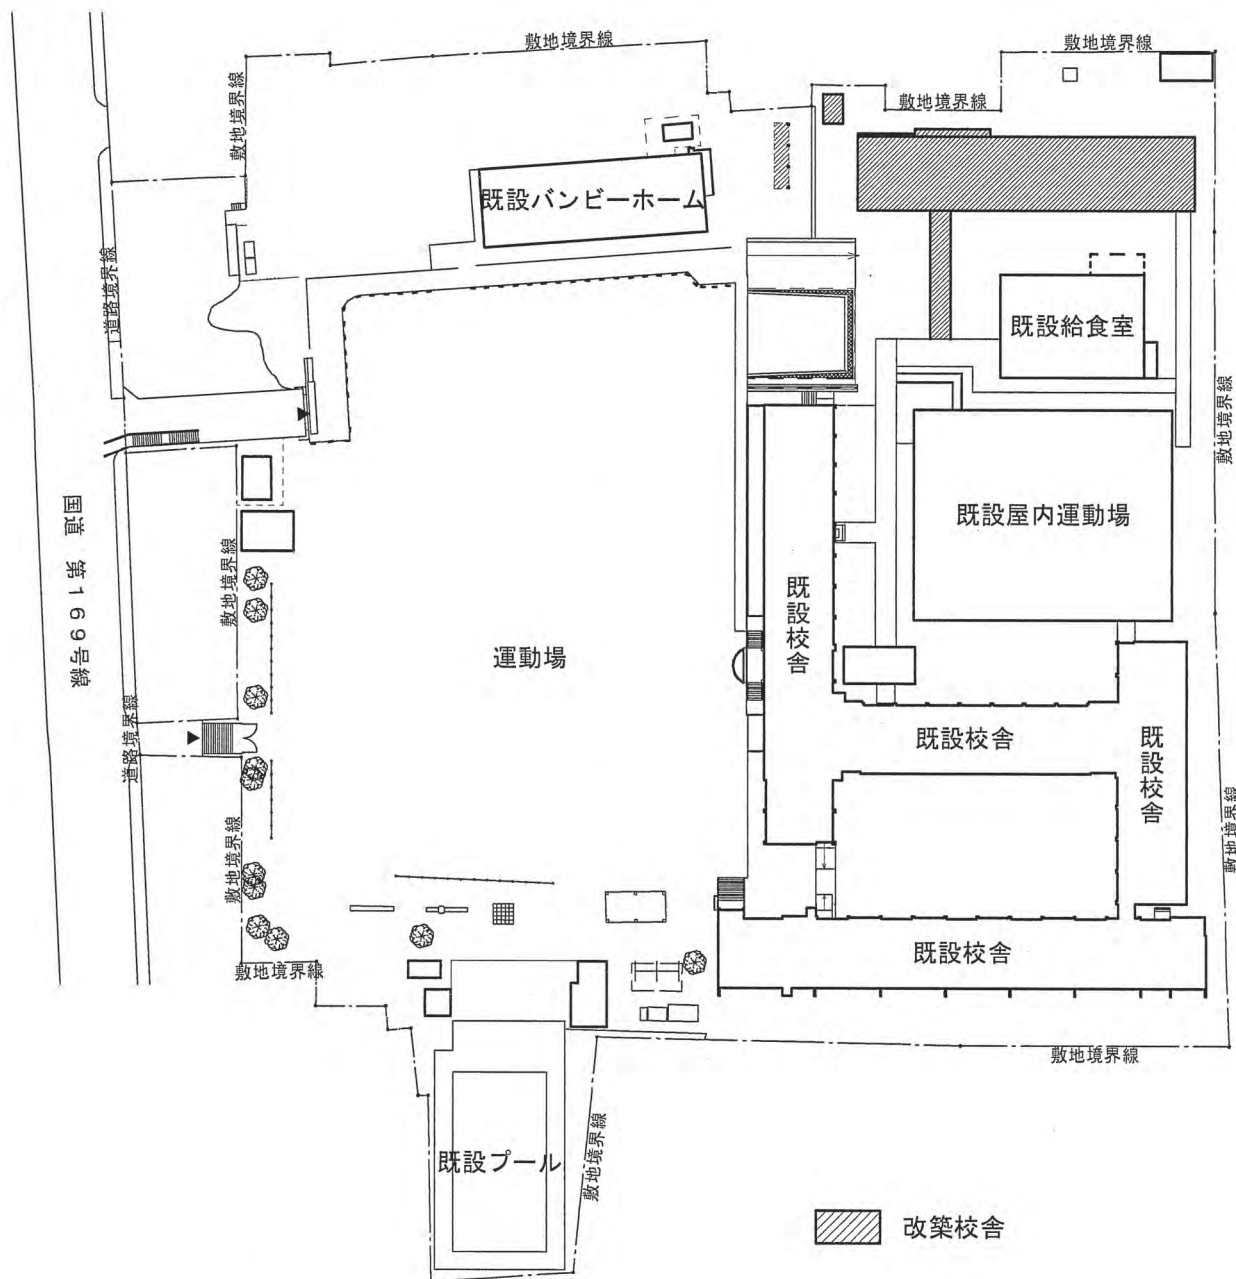 敷地境界線
敷地境界線
敷地境界線
敷地境界線
既設バンビーホーム
道路境界線
既設給食室
敷地境界線
既設屋内運動場
国道 第169号線
敷地境界線
既設校舎
運動場
道路境界線
既設校舎
既設校舎
敷地境界線
敷地境界線
既設校舎
敷地境界線
敷地境界線
既設プール
敷地境界線
改築校舎